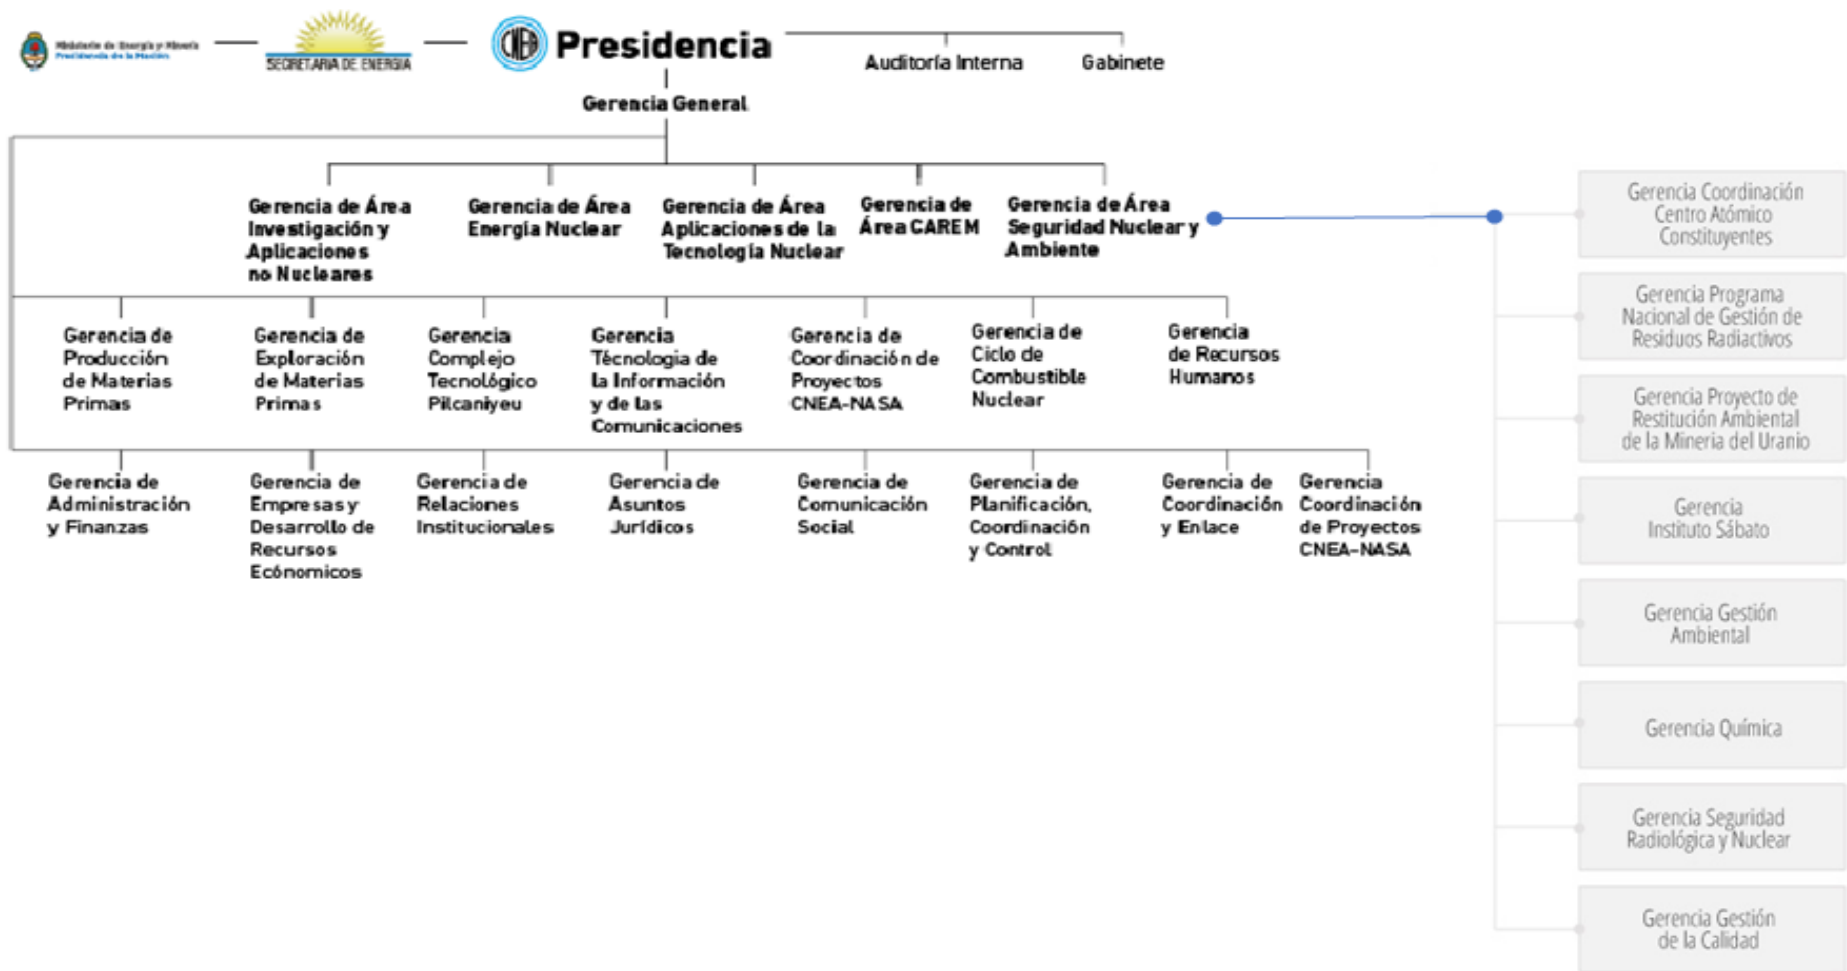 Ministerio de Energía y Minería
Presidencia de la Nación
SECRETARIA DE ENERGIA
CNEA
Presidencia
Auditoría Interna
Gabinete
Gerencia General
Gerencia de Área
Investigación y
Aplicaciones
no Nucleares
Gerencia de Área
Energía Nuclear
Gerencia de Área
Aplicaciones de la
Tecnología Nuclear
Gerencia de
Área CAREM
Gerencia de Área
Seguridad Nuclear y
Ambiente
Gerencia de
Producción
de Materias
Primas
Gerencia de
Exploración
de Materias
Primas
Gerencia
Complejo
Tecnológico
Pilcaniyeu
Gerencia
Técnologia de
la Información
y de las
Comunicaciones
Gerencia de
Coordinación de
Proyectos
CNEA-NASA
Gerencia de
Ciclo de
Combustible
Nuclear
Gerencia
de Recursos
Humanos
Gerencia de
Administración
y Finanzas
Gerencia de
Empresas y
Desarrollo de
Recursos
Ecónomicos
Gerencia de
Relaciones
Institucionales
Gerencia de
Asuntos
Jurídicos
Gerencia de
Comunicación
Social
Gerencia de
Planificación,
Coordinación
y Control
Gerencia de
Coordinación
y Enlace
Gerencia
Coordinación
de Proyectos
CNEA-NASA
Gerencia Coordinación
Centro Atómico
Constituyentes
Gerencia Programa
Nacional de Gestión de
Residuos Radiactivos
Gerencia Proyecto de
Restitución Ambiental
de la Mineria del Uranio
Gerencia
Instituto Sábato
Gerencia Gestión
Ambiental
Gerencia Química
Gerencia Seguridad
Radiológica y Nuclear
Gerencia Gestión
de la Calidad